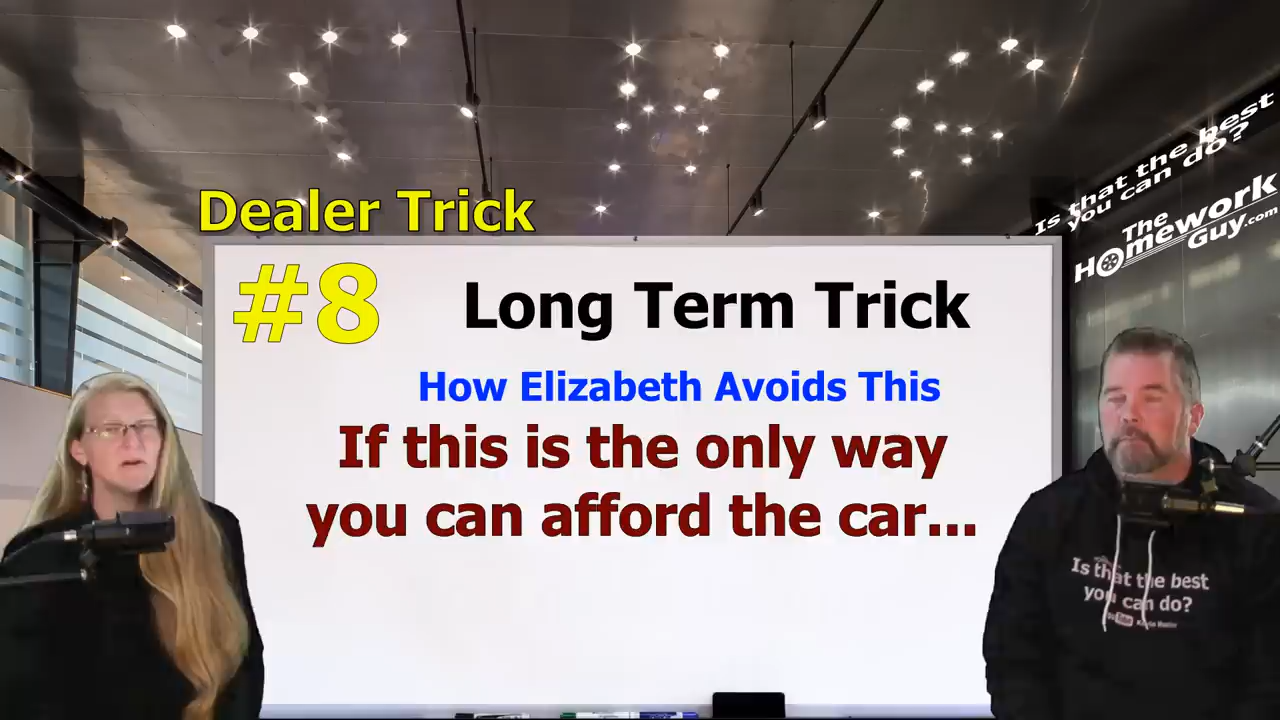 Dealer Trick
#8
Long Term Trick
How Elizabeth Avoids This
If this is the only way
you can afford the car...
Is that the best
you can do?
The
Homework
Guy.com
Is that the best
you can do?